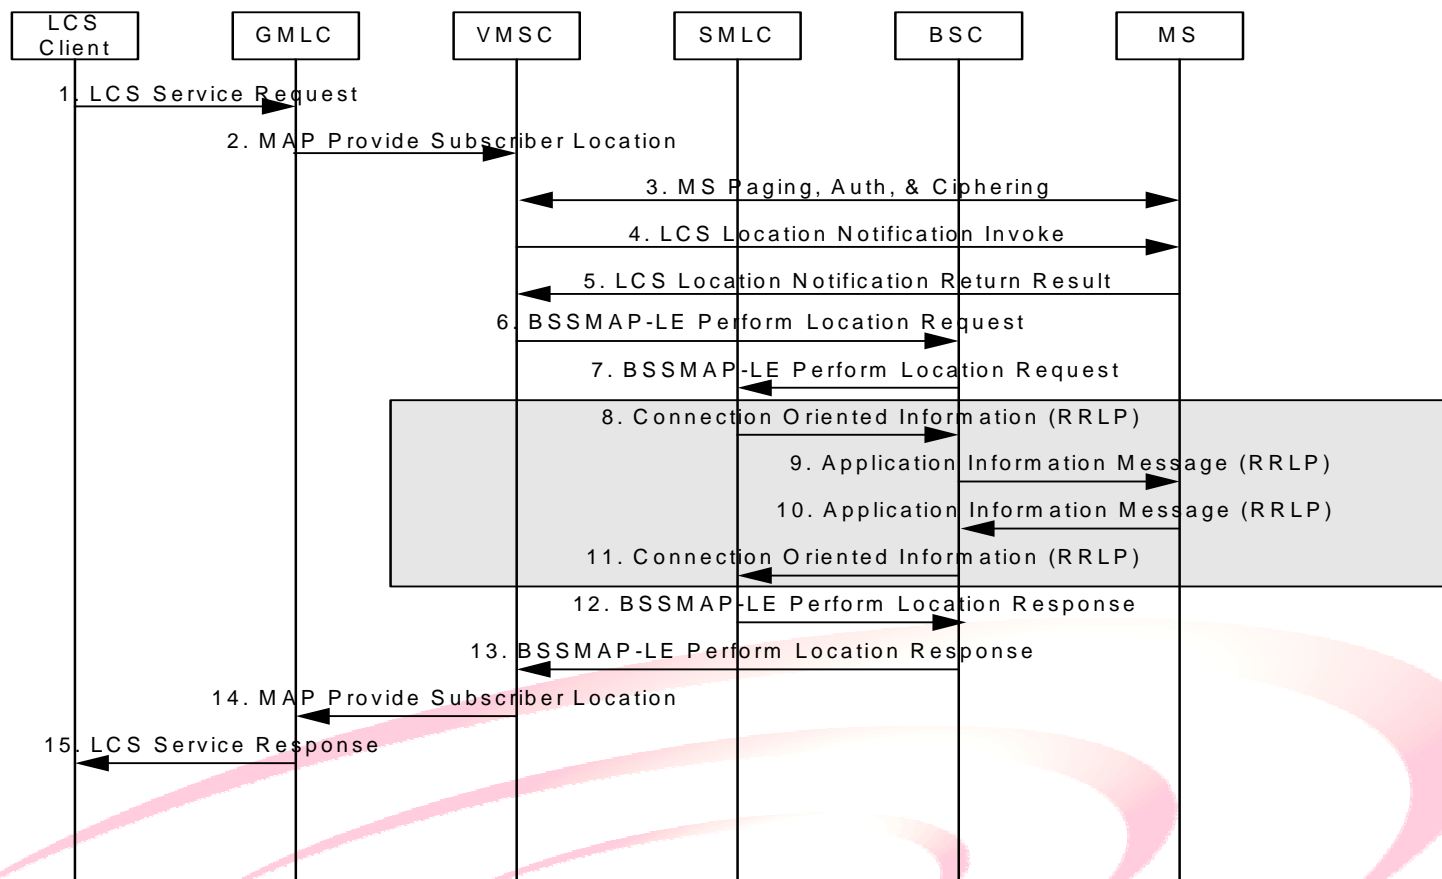 LCS
Client
GMLC
VMSC
SMLC
BSC
MS
1. LCS Service Request
2. MAP Provide Subscriber Location
3. MS Paging, Auth, & Ciphering
4. LCS Location Notification Invoke
5. LCS Location Notification Return Result
6. BSSMAP-LE Perform Location Request
7. BSSMAP-LE Perform Location Request
8. Connection Oriented Information (RRLP)
9. Application Information Message (RRLP)
10. Application Information Message (RRLP)
11. Connection Oriented Information (RRLP)
12. BSSMAP-LE Perform Location Response
13. BSSMAP-LE Perform Location Response
14. MAP Provide Subscriber Location
15. LCS Service Response